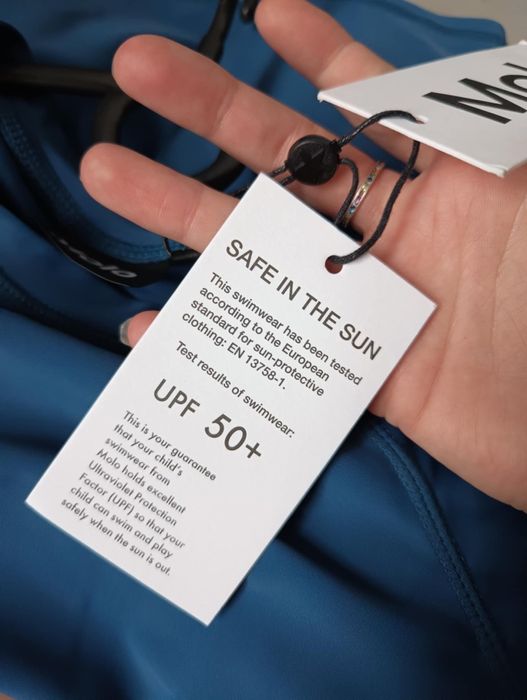 Molo
SAFE IN THE SUN
This swimwear has been tested
according to the European
standard for sun-protective
clothing: EN 13758-1.
Test results of swimwear:
UPF 50+
This is your guarantee
that your child's
swimwear from
Molo holds excellent
Ultraviolet Protection
Factor (UPF) so that your
child can swim and play
safely when the sun is out.